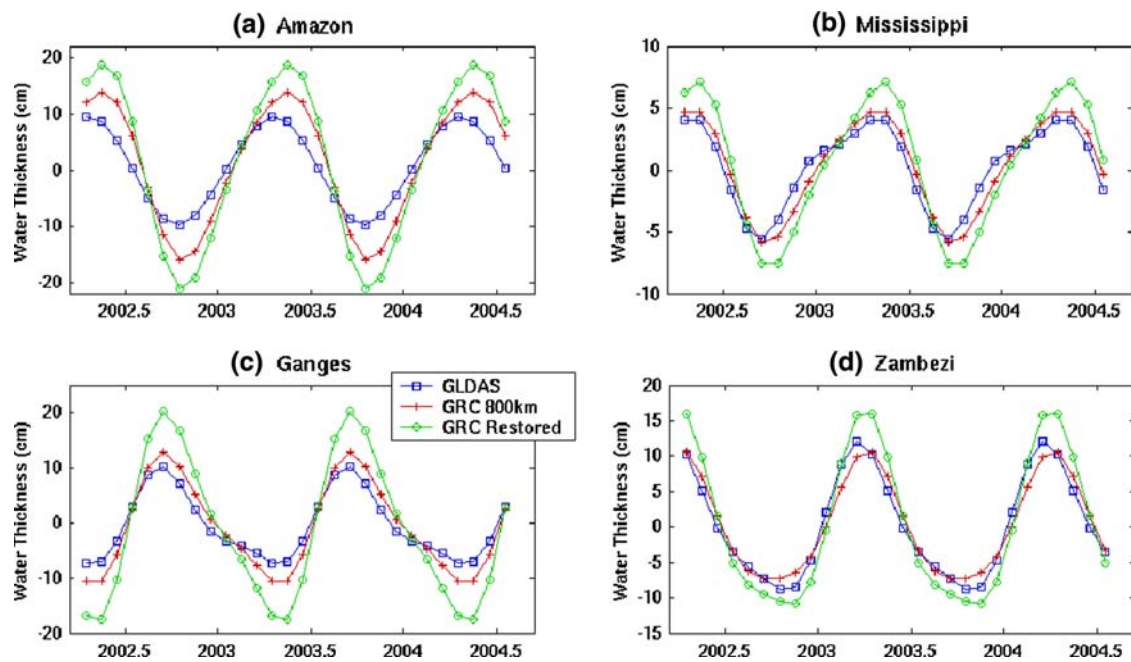 (a) Amazon
Water Thickness (cm)
20
10
0
-10
-20
2002.5 2003 2003.5 2004 2004.5
(b) Mississippi
Water Thickness (cm)
10
5
0
-5
-10
2002.5 2003 2003.5 2004 2004.5
(c) Ganges
Water Thickness (cm)
20
10
0
-10
-20
2002.5 2003 2003.5 2004 2004.5
GLDAS
GRC 800km
GRC Restored
(d) Zambezi
Water Thickness (cm)
20
15
10
5
0
-5
-10
-15
2002.5 2003 2003.5 2004 2004.5